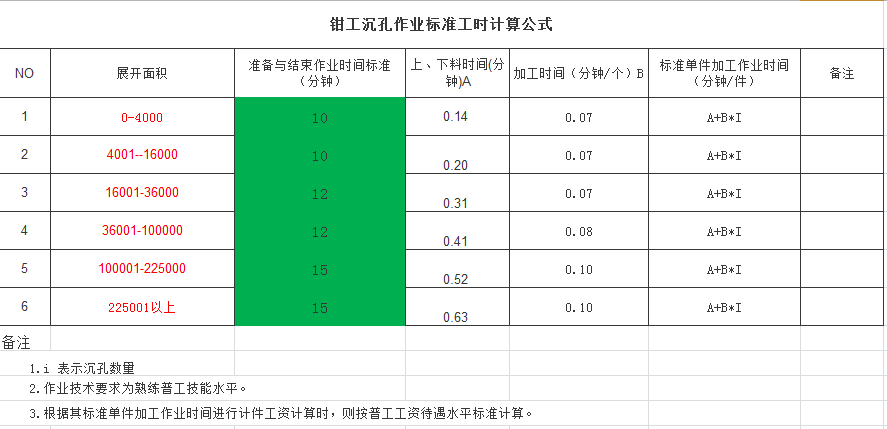 钳工沉孔作业标准工时计算公式
NO 展开面积 准备与结束作业时间标准（分钟） 上、下料时间(分钟)A 加工时间（分钟/个）B 标准单件加工作业时间（分钟/件） 备注
1 0-4000 10 0.14 0.07 A+B*I
2 4001--16000 10 0.20 0.07 A+B*I
3 16001-36000 12 0.31 0.07 A+B*I
4 36001-100000 12 0.41 0.08 A+B*I
5 100001-225000 15 0.52 0.10 A+B*I
6 225001以上 15 0.63 0.10 A+B*I
备注
1.i 表示沉孔数量
2.作业技术要求为熟练普工技能水平。
3.根据其标准单件加工作业时间进行计件工资计算时，则按普工工资待遇水平标准计算。